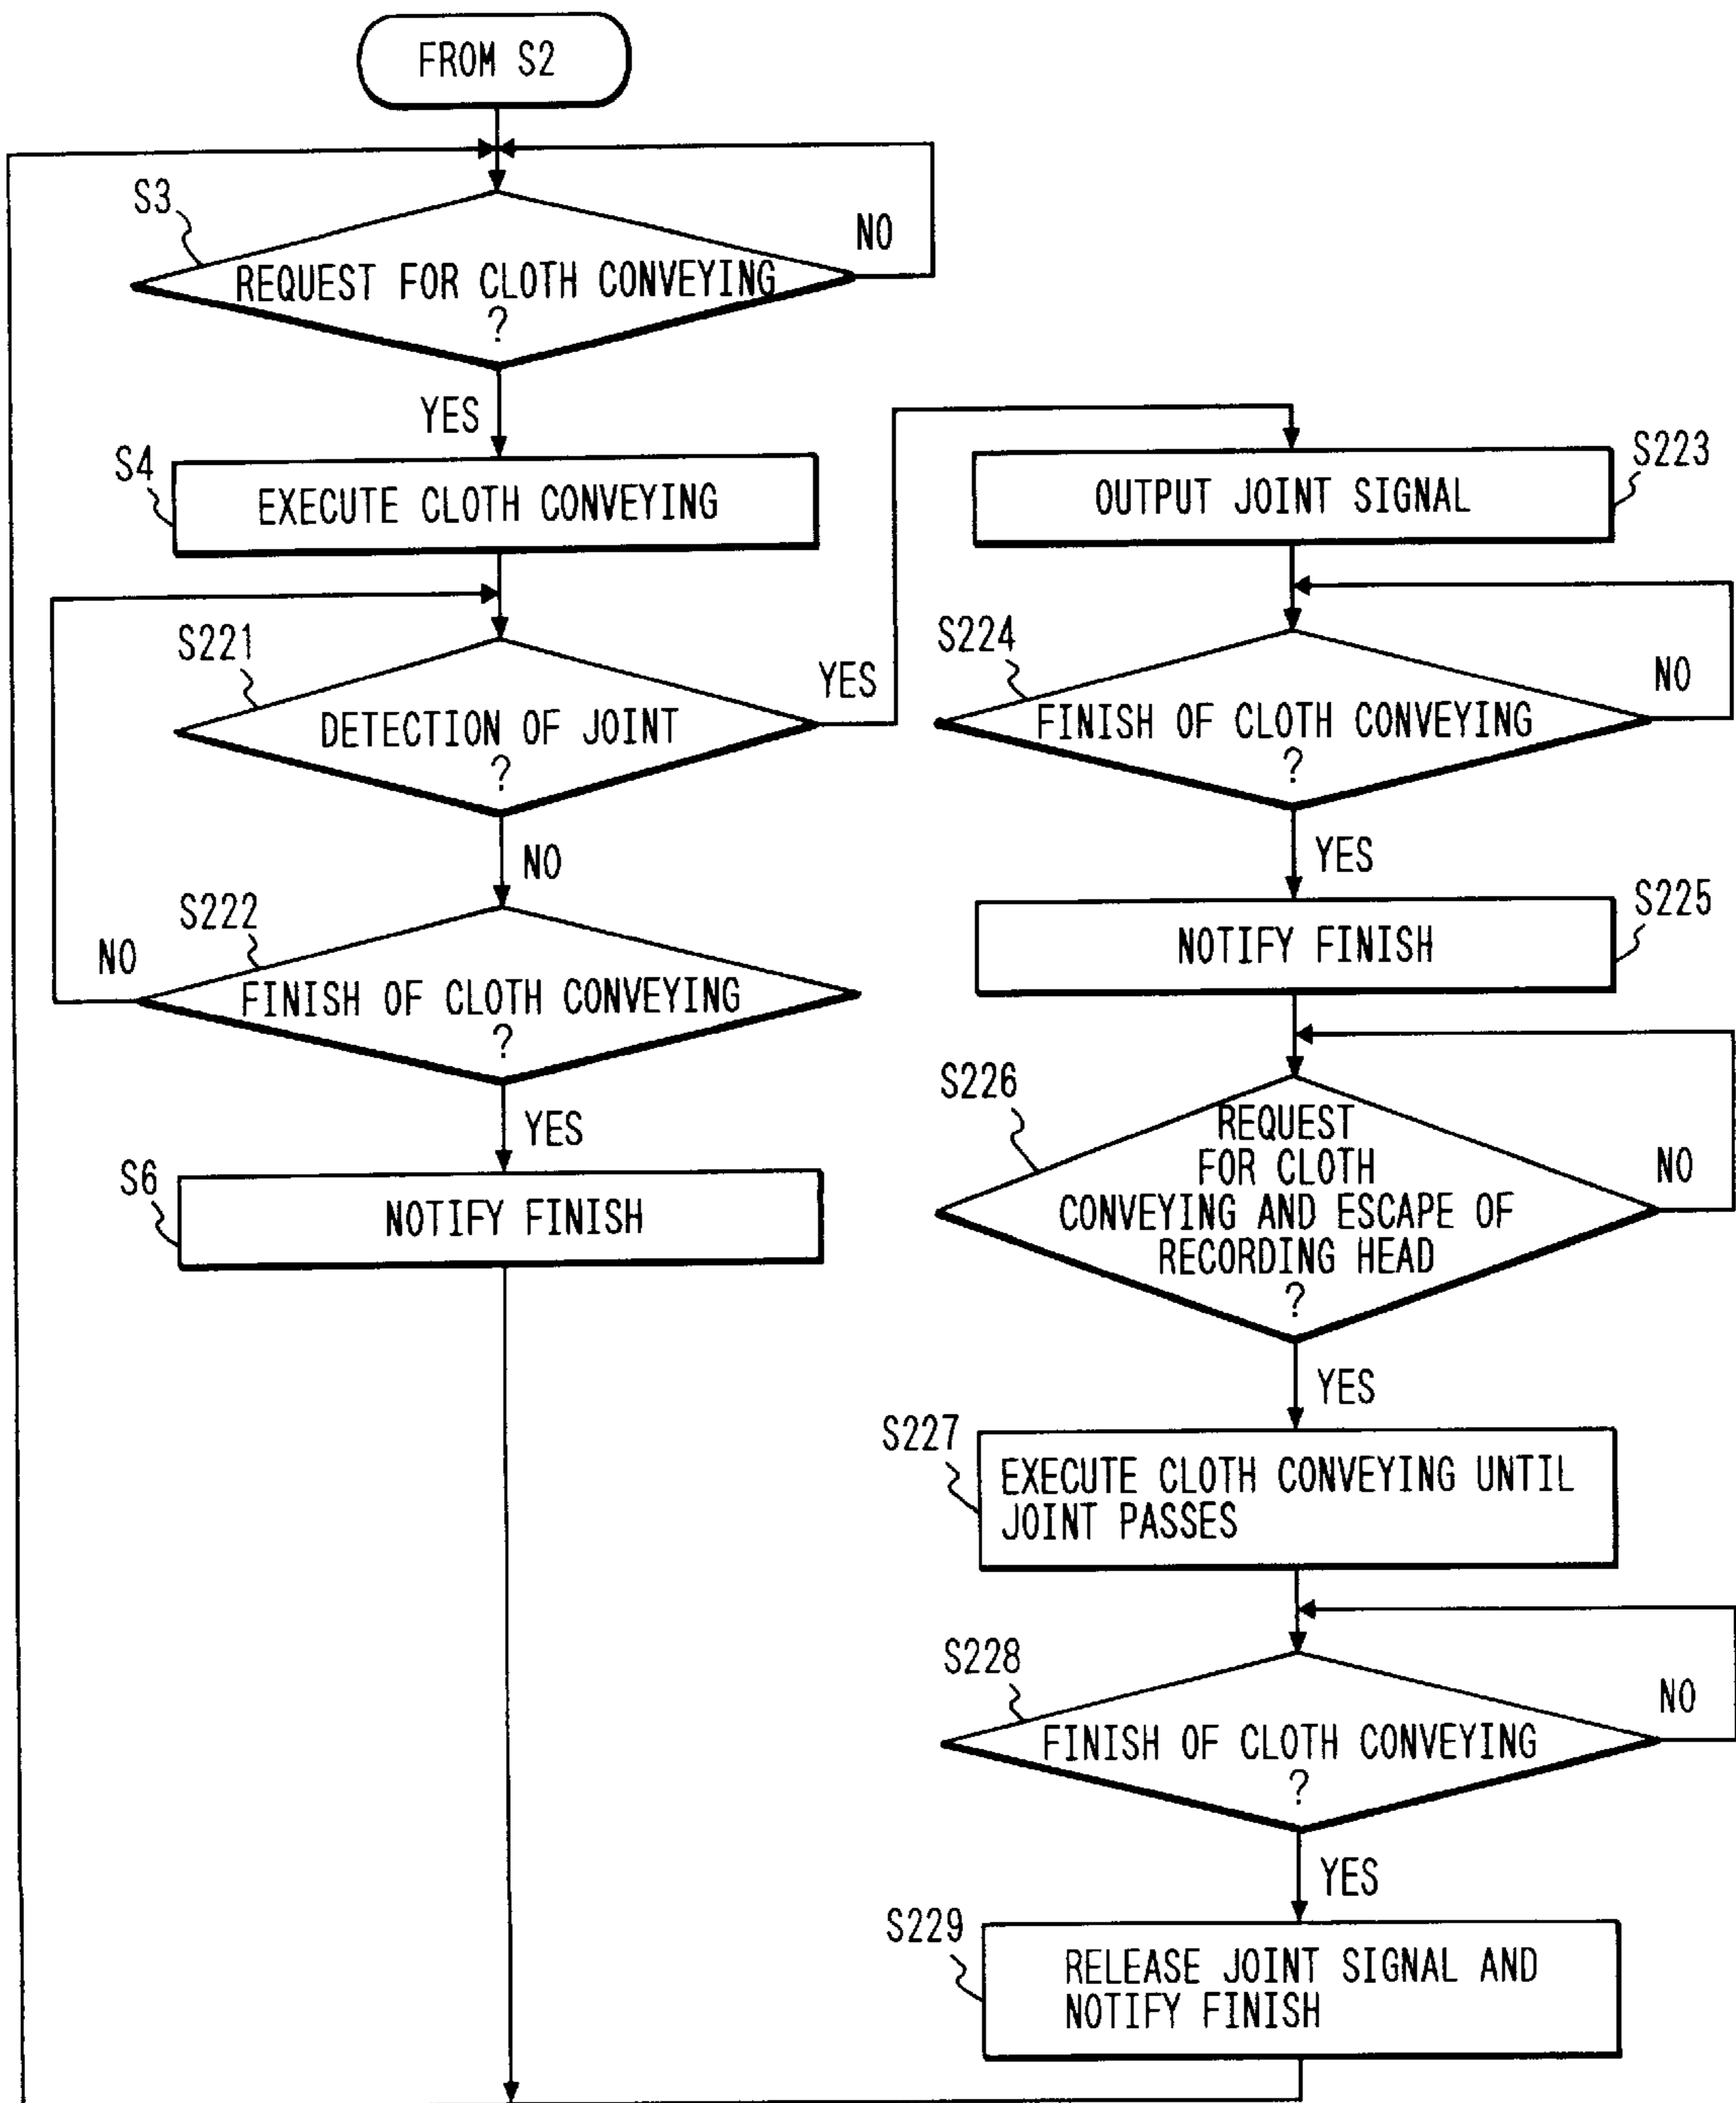 FROM S2
S3
REQUEST FOR CLOTH CONVEYING
?
NO
YES
S4
EXECUTE CLOTH CONVEYING
S221
DETECTION OF JOINT
?
YES
NO
S222
FINISH OF CLOTH CONVEYING
?
NO
YES
S6
NOTIFY FINISH
S223
OUTPUT JOINT SIGNAL
S224
FINISH OF CLOTH CONVEYING
?
NO
YES
S225
NOTIFY FINISH
S226
REQUEST
FOR CLOTH
CONVEYING AND ESCAPE OF
RECORDING HEAD
?
NO
YES
S227
EXECUTE CLOTH CONVEYING UNTIL
JOINT PASSES
S228
FINISH OF CLOTH CONVEYING
?
NO
YES
S229
RELEASE JOINT SIGNAL AND
NOTIFY FINISH